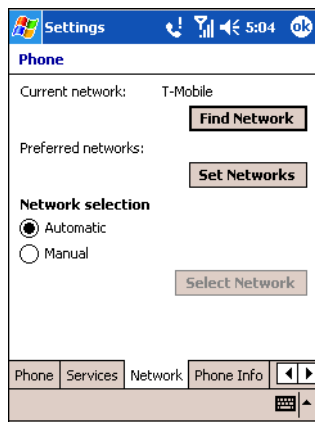 Settings 5:04 ok
Phone
Current network: T-Mobile
Find Network
Preferred networks:
Set Networks
Network selection
Automatic
Manual
Select Network
Phone Services Network Phone Info